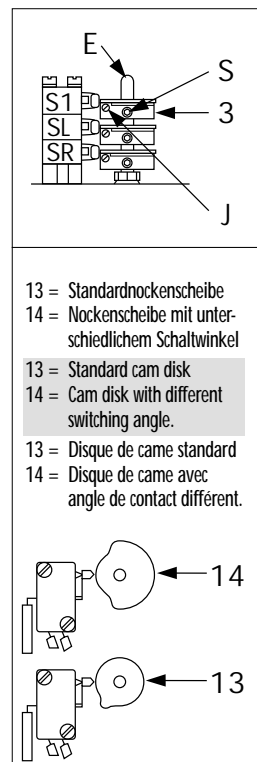 E
S
S1
3
SL
SR
J
13 = Standardnockenscheibe
14 = Nockenscheibe mit unter-
schiedlichem Schaltwinkel
13 = Standard cam disk
14 = Cam disk with different
switching angle.
13 = Disque de came standard
14 = Disque de came avec
angle de contact différent.
14
13